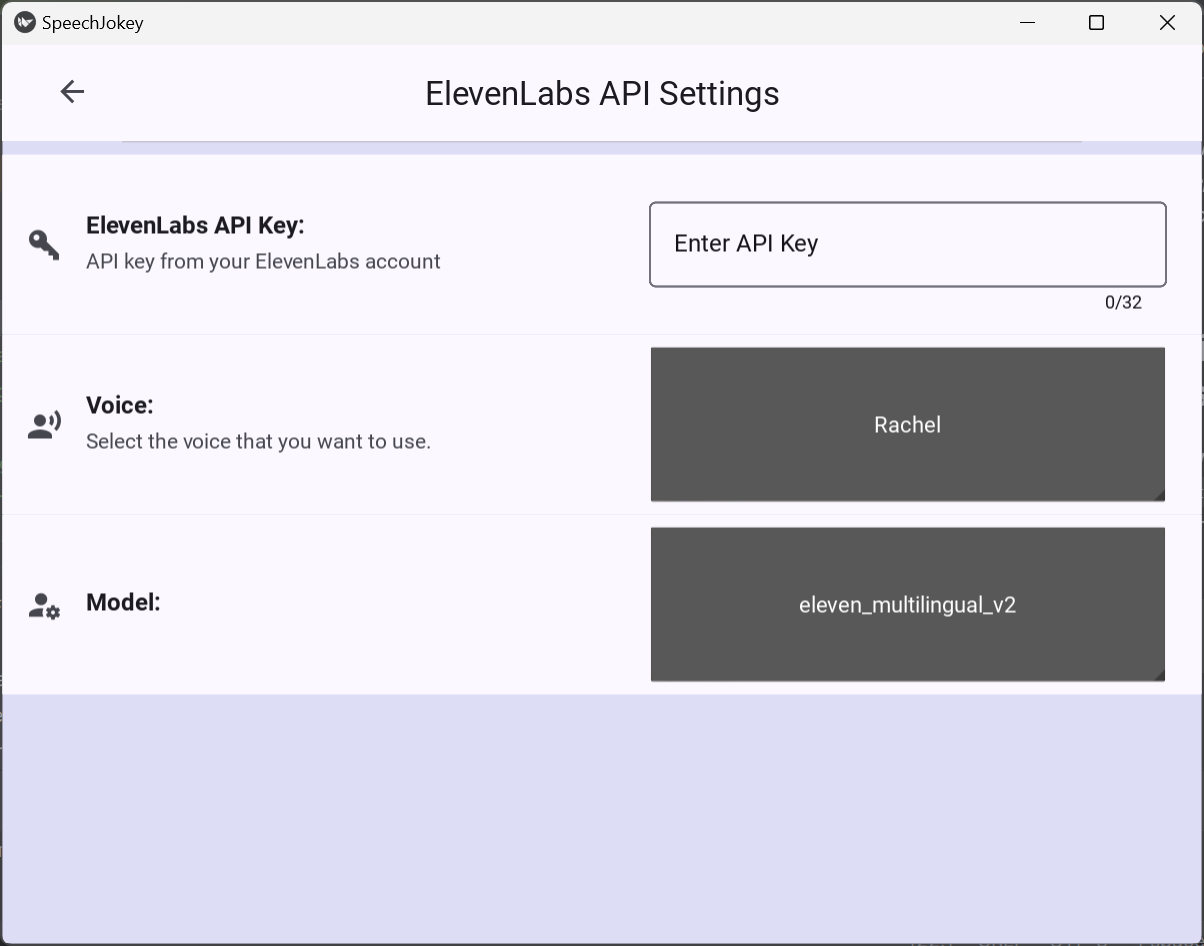 SpeechJokey
ElevenLabs API Settings
ElevenLabs API Key:
API key from your ElevenLabs account
Enter API Key
0/32
Voice:
Select the voice that you want to use.
Rachel
Model:
eleven_multilingual_v2